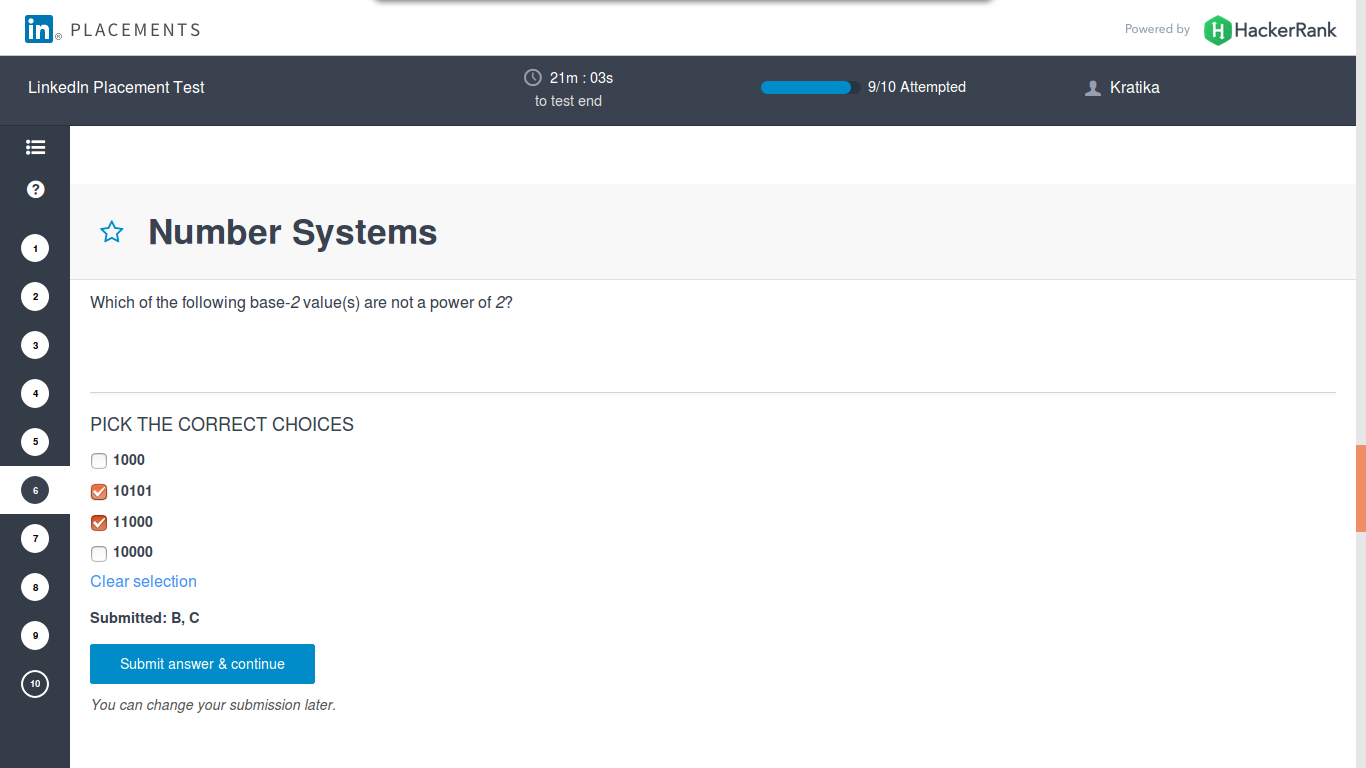 in® PLACEMENTS
Powered by H HackerRank
LinkedIn Placement Test
21m : 03s
to test end
9/10 Attempted
Kratika
?
1
2
3
4
5
6
7
8
9
10
Number Systems
Which of the following base-2 value(s) are not a power of 2?
PICK THE CORRECT CHOICES
1000
10101
11000
10000
Clear selection
Submitted: B, C
Submit answer & continue
You can change your submission later.